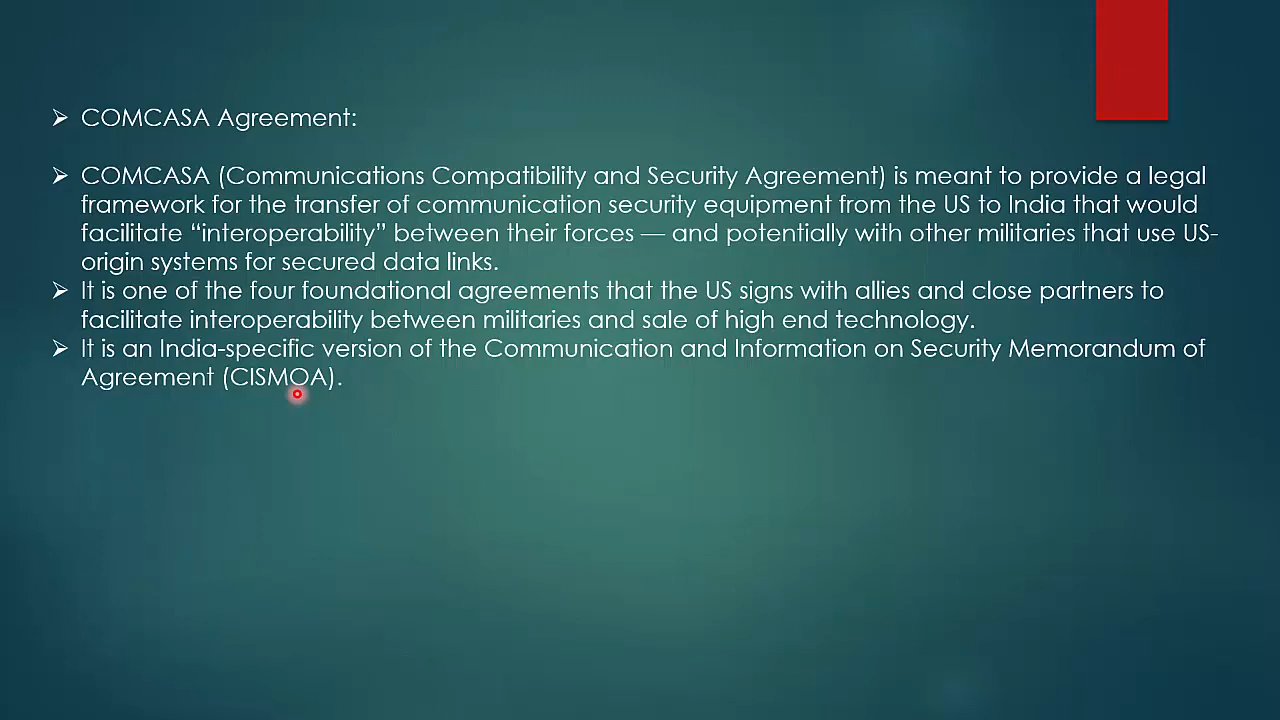 ➢ COMCASA Agreement:
➢ COMCASA (Communications Compatibility and Security Agreement) is meant to provide a legal
framework for the transfer of communication security equipment from the US to India that would
facilitate “interoperability” between their forces — and potentially with other militaries that use US-
origin systems for secured data links.
➢ It is one of the four foundational agreements that the US signs with allies and close partners to
facilitate interoperability between militaries and sale of high end technology.
➢ It is an India-specific version of the Communication and Information on Security Memorandum of
Agreement (CISMOA).